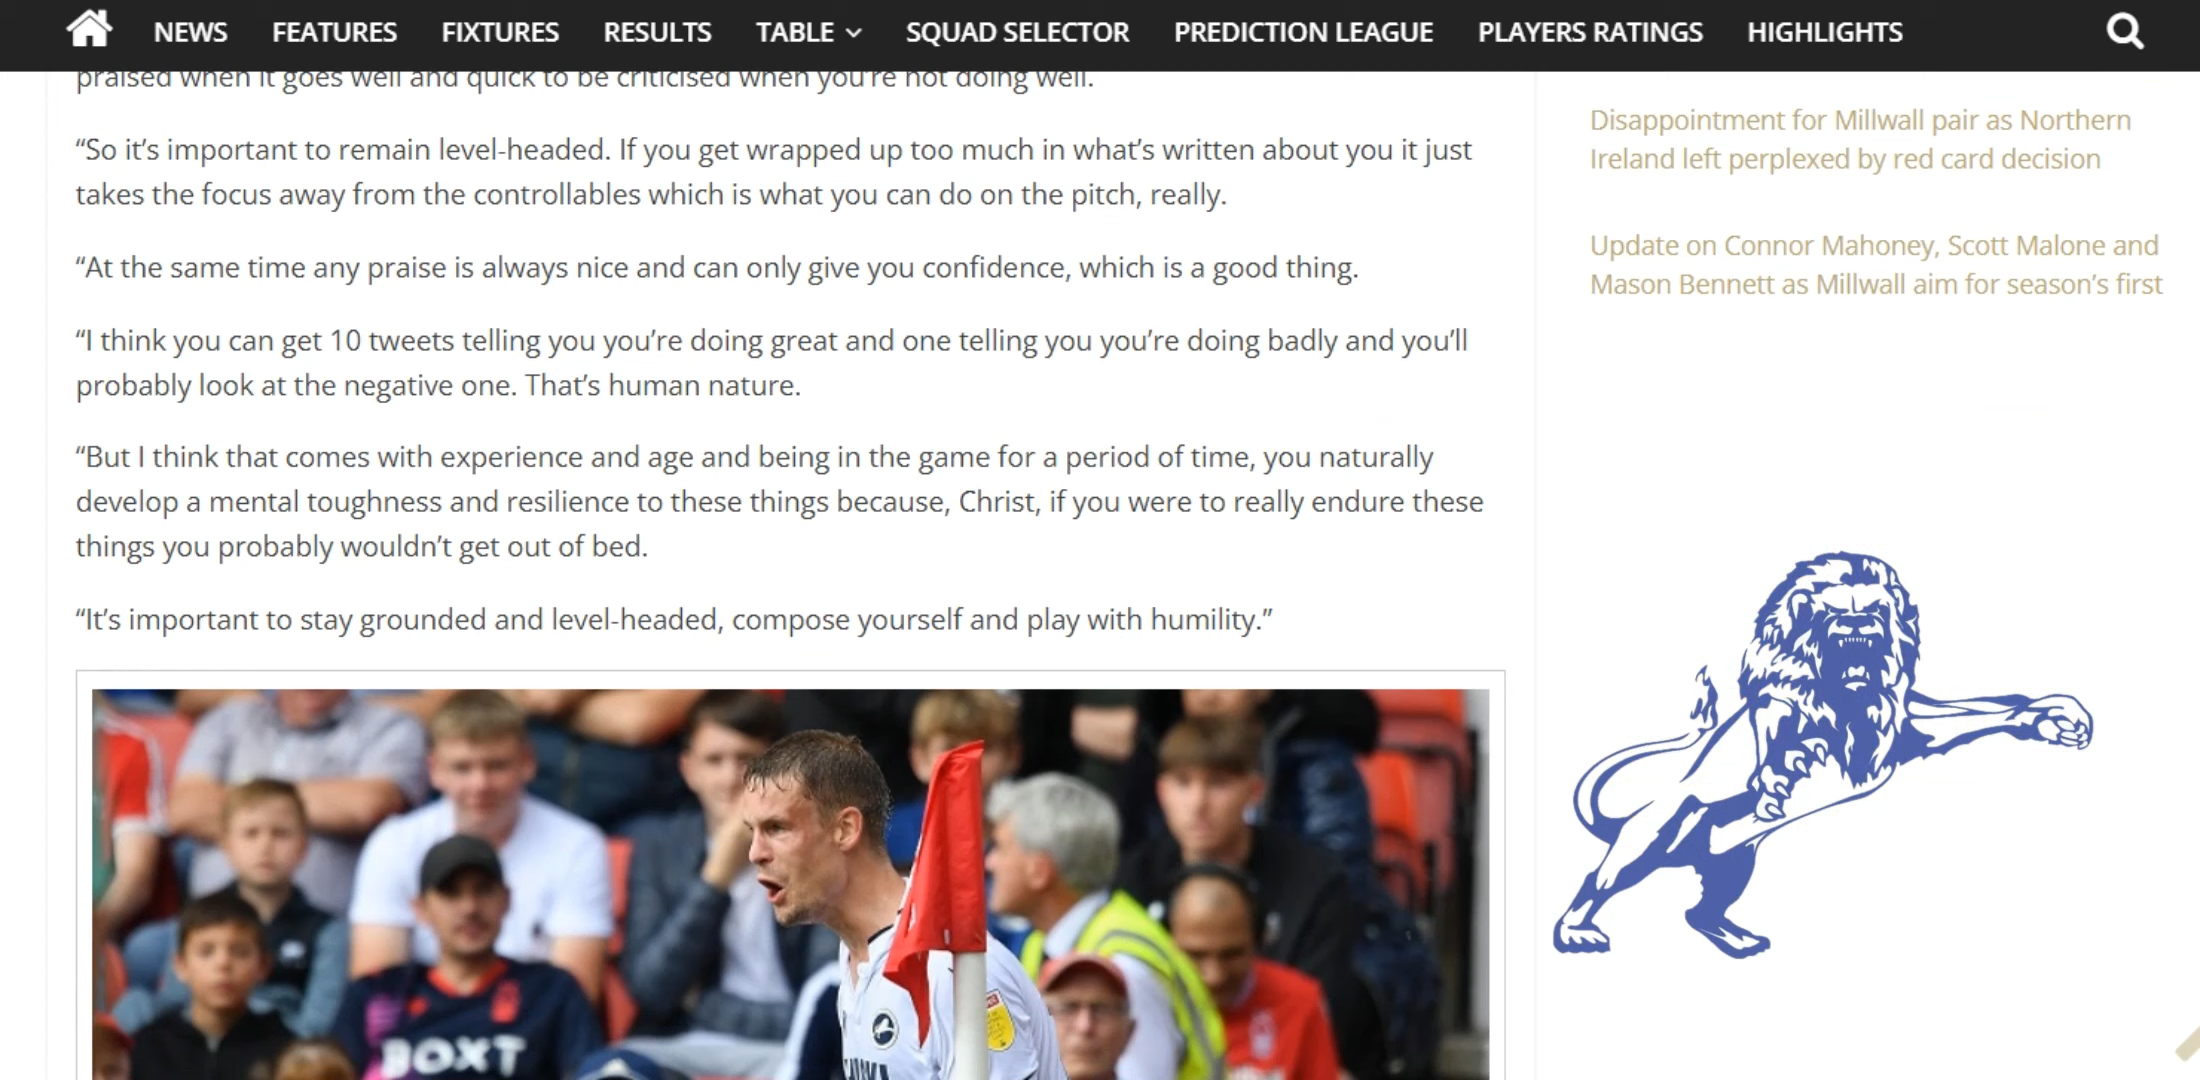 NEWS FEATURES FIXTURES RESULTS TABLE SQUAD SELECTOR PREDICTION LEAGUE PLAYERS RATINGS HIGHLIGHTS
praised when it goes well and quick to be criticised when you’re not doing well.
“So it’s important to remain level-headed. If you get wrapped up too much in what’s written about you it just
takes the focus away from the controllables which is what you can do on the pitch, really.
“At the same time any praise is always nice and can only give you confidence, which is a good thing.
“I think you can get 10 tweets telling you you’re doing great and one telling you you’re doing badly and you’ll
probably look at the negative one. That’s human nature.
“But I think that comes with experience and age and being in the game for a period of time, you naturally
develop a mental toughness and resilience to these things because, Christ, if you were to really endure these
things you probably wouldn’t get out of bed.
“It’s important to stay grounded and level-headed, compose yourself and play with humility.”
Disappointment for Millwall pair as Northern
Ireland left perplexed by red card decision
Update on Connor Mahoney, Scott Malone and
Mason Bennett as Millwall aim for season’s first
BOXT